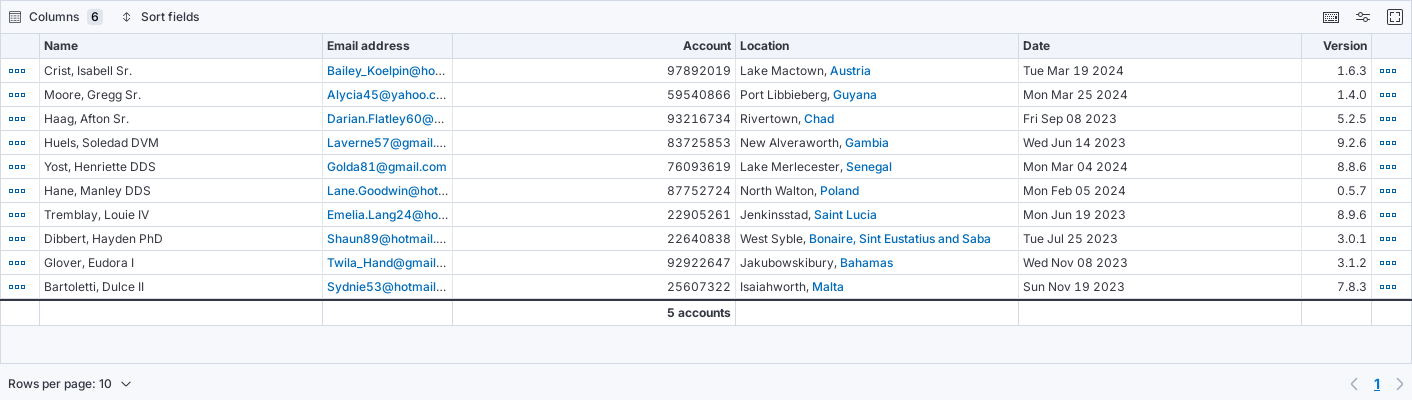 Columns 6 Sort fields
Name Email address Account Location Date Version
Crist, Isabell Sr. Bailey_Koelpin@ho... 97892019 Lake Mactown, Austria Tue Mar 19 2024 1.6.3
Moore, Gregg Sr. Alycia45@yahoo.c... 59540866 Port Libbieberg, Guyana Mon Mar 25 2024 1.4.0
Haag, Afton Sr. Darian.Flatley60@... 93216734 Rivertown, Chad Fri Sep 08 2023 5.2.5
Huels, Soledad DVM Laverne57@gmail.... 83725853 New Alveraworth, Gambia Wed Jun 14 2023 9.2.6
Yost, Henriette DDS Golda81@gmail.com 76093619 Lake Merlecester, Senegal Mon Mar 04 2024 8.8.6
Hane, Manley DDS Lane.Goodwin@hot... 87752724 North Walton, Poland Mon Feb 05 2024 0.5.7
Tremblay, Louie IV Emelia.Lang24@ho... 22905261 Jenkinsstad, Saint Lucia Mon Jun 19 2023 8.9.6
Dibbert, Hayden PhD Shaun89@hotmail.... 22640838 West Syble, Bonaire, Sint Eustatius and Saba Tue Jul 25 2023 3.0.1
Glover, Eudora I Twila_Hand@gmail... 92922647 Jakubowskibury, Bahamas Wed Nov 08 2023 3.1.2
Bartoletti, Dulce II Sydnie53@hotmail... 25607322 Isaiahworth, Malta Sun Nov 19 2023 7.8.3
5 accounts
Rows per page: 10 1